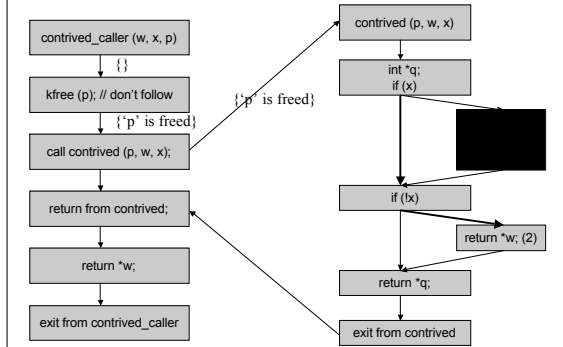 contrived_caller (w, x, p)
{}
kfree (p); // don't follow
{‘p’ is freed}
call contrived (p, w, x);
return from contrived;
return *w;
exit from contrived_caller
{‘p’ is freed}
contrived (p, w, x)
int *q;
if (x)
if (!x)
return *w; (2)
return *q;
exit from contrived